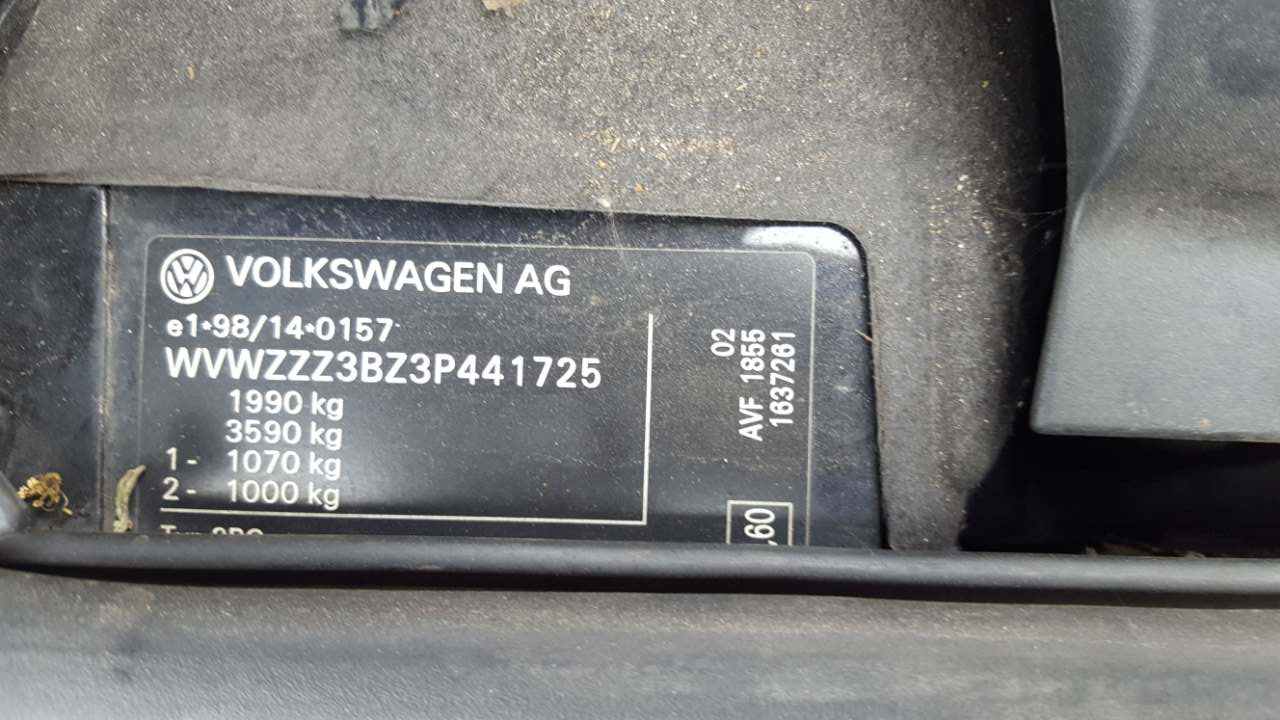 VOLKSWAGEN AG
e1*98/14*0157
WVWZZZ3BZ3P441725
1990 kg
3590 kg
1- 1070 kg
2- 1000 kg
02
AVF 1855
1637261
,60